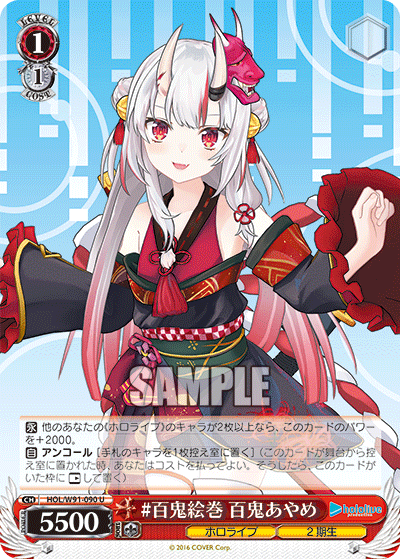 LEVEL
1
1
COST
SAMPLE
永 他のあなたの《ホロライブ》のキャラが2枚以上なら、このカードのパワー
を+2000。
自 アンコール [手札のキャラを1枚控え室に置く] (このカードが舞台から
控え室に置かれた時、あなたはコストを払ってよい。そうしたら、このカードが
いた枠に レストして置く)
CH HOL/W91-090 U
5500
#百鬼絵巻 百鬼あやめ
hololive
ホロライブ
2期生
© 2016 COVER Corp.